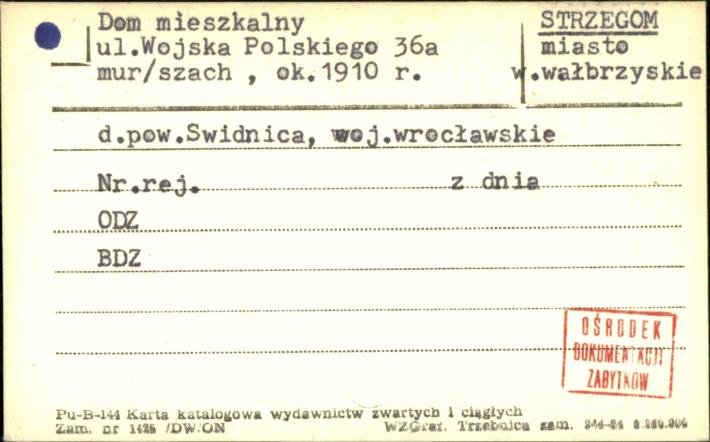 Dom mieszkalny
ul.Wojska Polskiego 36a
mur/szach , ok.1910 r.
STRZEGOM
miasto
w.wałbrzyskie
d.pow.Swidnica, woj.wrocławskie
Nr.rej. z dnia
ODZ
BDZ
OŚRODEK
DOKUMENTACJI
ZABYTKÓW
Pu-B-144 Karta katalogowa wydawnictw zwartych i ciągłych
Zam. nr 1425 /DW/ON WZGraf. Trzebnica zam.